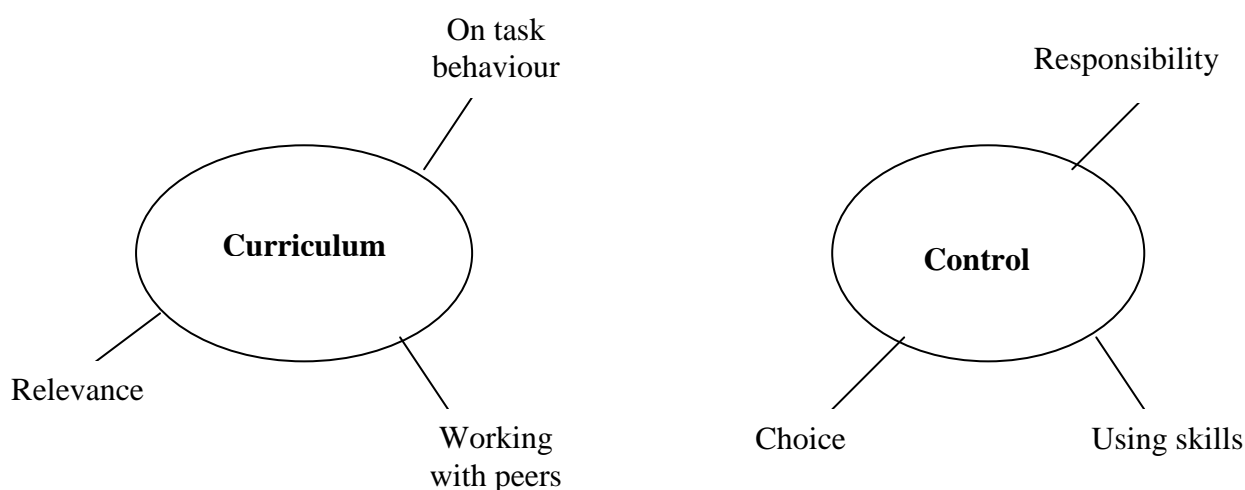 On task
behaviour
Responsibility
Curriculum
Control
Relevance
Choice
Using skills
Working
with peers